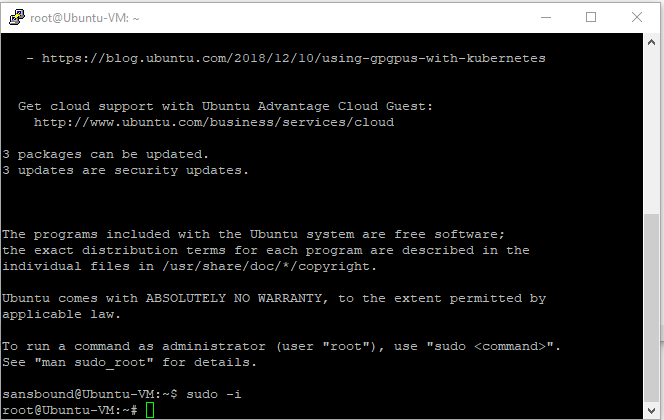 root@Ubuntu-VM: ~
- https://blog.ubuntu.com/2018/12/10/using-gpgpus-with-kubernetes
Get cloud support with Ubuntu Advantage Cloud Guest:
http://www.ubuntu.com/business/services/cloud
3 packages can be updated.
3 updates are security updates.
The programs included with the Ubuntu system are free software;
the exact distribution terms for each program are described in the
individual files in /usr/share/doc/*/copyright.
Ubuntu comes with ABSOLUTELY NO WARRANTY, to the extent permitted by
applicable law.
To run a command as administrator (user "root"), use "sudo <command>".
See "man sudo_root" for details.
sansbound@Ubuntu-VM:~$ sudo -i
root@Ubuntu-VM:~#